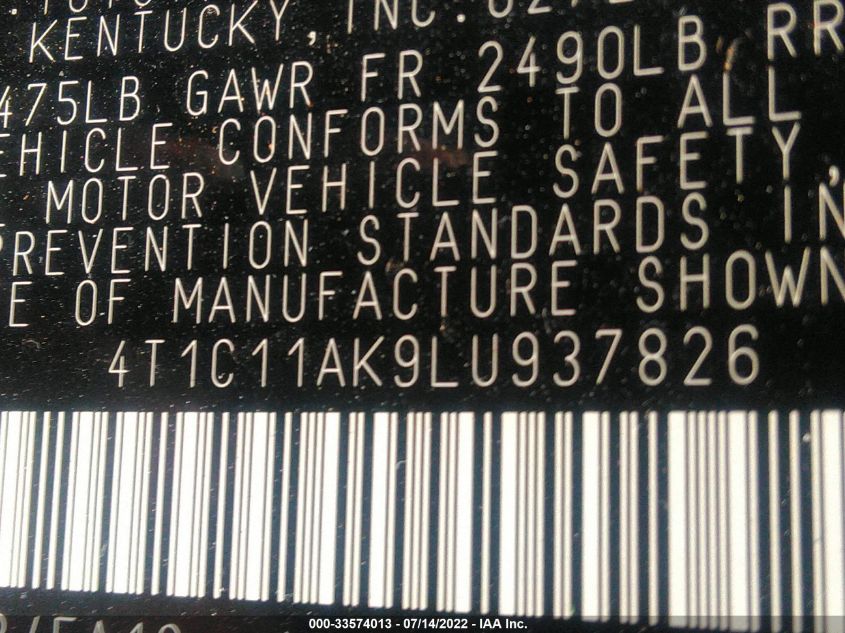 KENTUCKY, INC.
475LB GAWR FR 2490LB RR
EHICLE CONFORMS TO ALL
MOTOR VEHICLE SAFETY,
PREVENTION STANDARDS IN
E OF MANUFACTURE SHOWN
4T1C11AK9LU937826
000-33574013 - 07/14/2022 - IAA Inc.